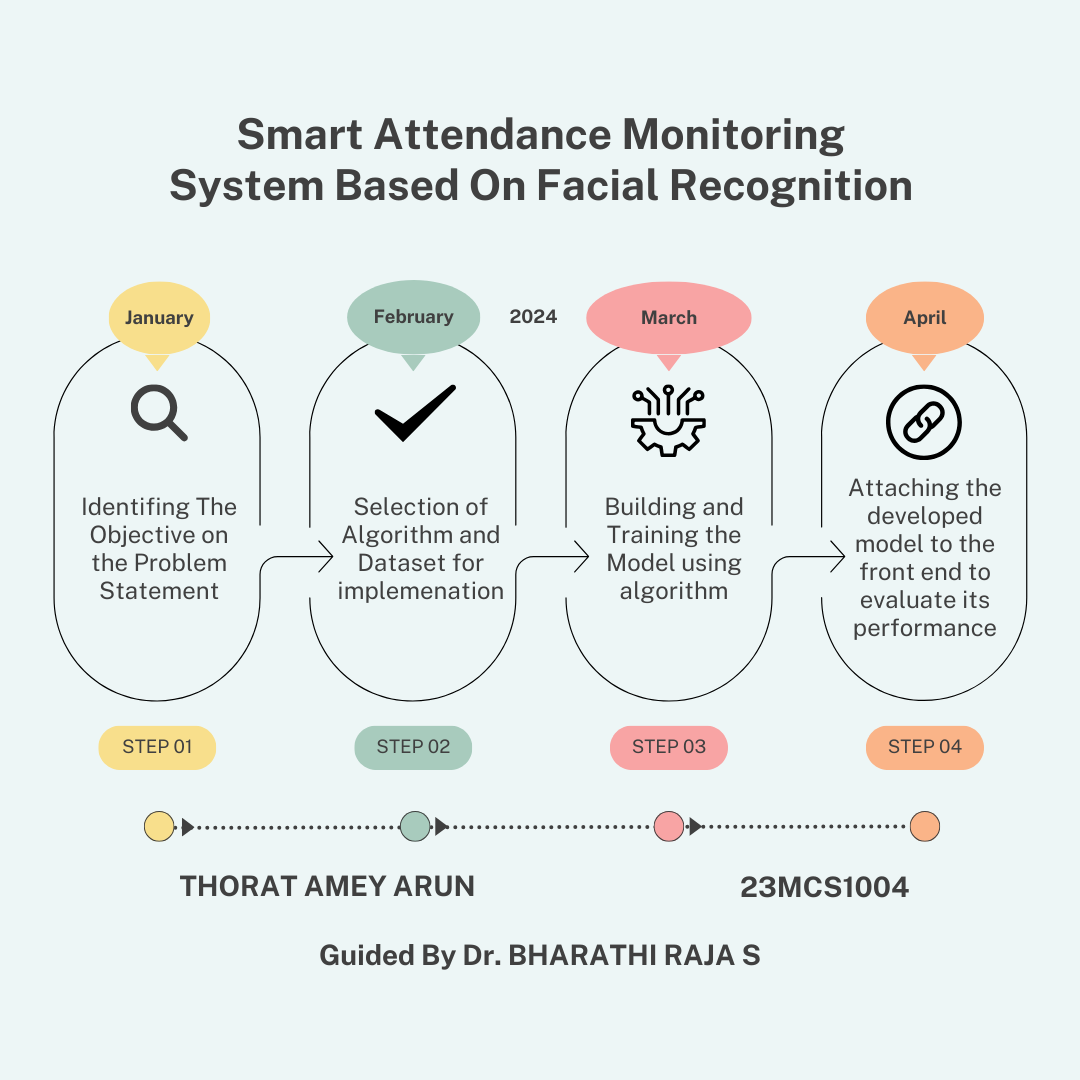 Smart Attendance Monitoring
System Based On Facial Recognition
January
February
2024
March
April
Identifing The
Objective on
the Problem
Statement
Selection of
Algorithm and
Dataset for
implemenation
Building and
Training the
Model using
algorithm
Attaching the
developed
model to the
front end to
evaluate its
performance
STEP 01
STEP 02
STEP 03
STEP 04
THORAT AMEY ARUN
23MCS1004
Guided By Dr. BHARATHI RAJA S